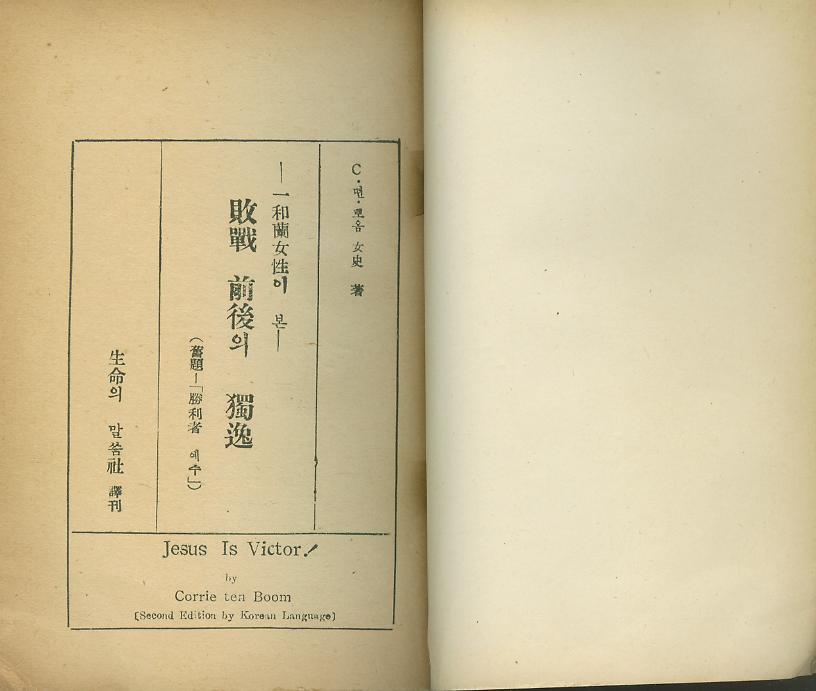 C·텐·뽀옴 女史 著
—一和蘭女性이 본—
敗戰 前後의 獨逸
(舊題—「勝利者 예수」)
生命의 말씀社 譯刊
Jesus Is Victor!
by
Corrie ten Boom
(Second Edition by Korean Language)